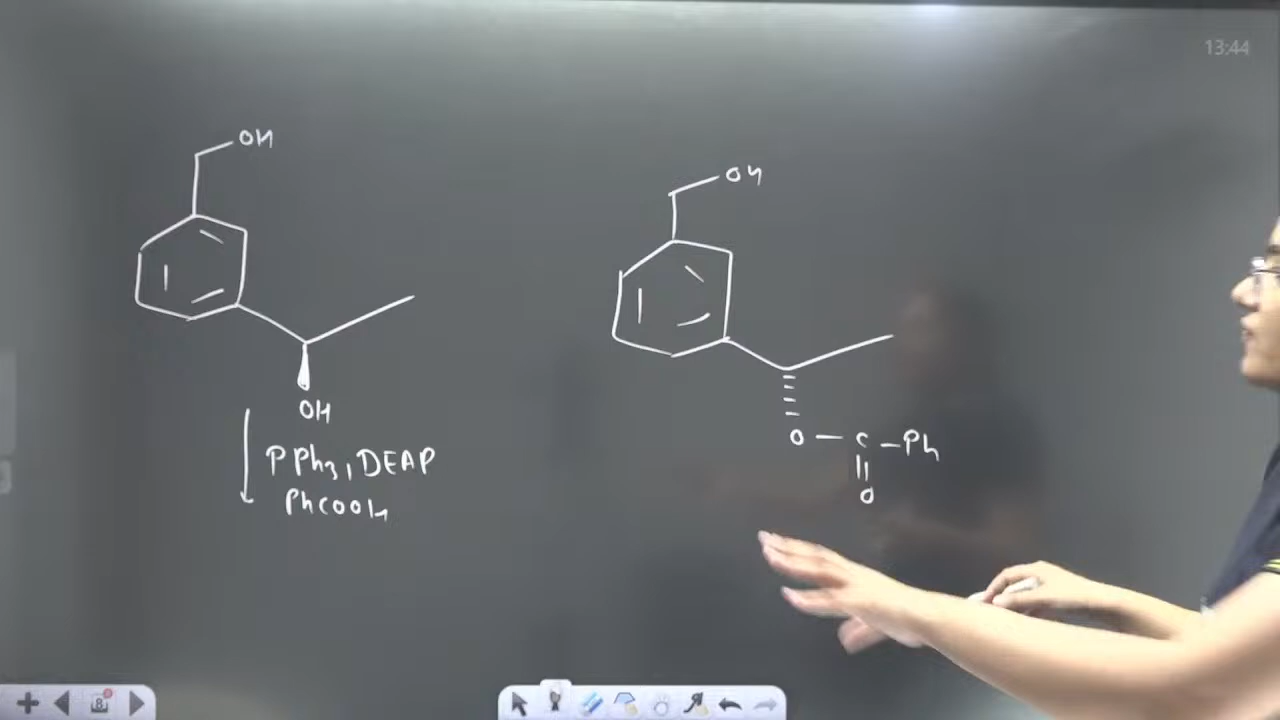 13:44
OH
OH
OH
PPh₃, DEAP
PhCOOH
O — C — Ph
O